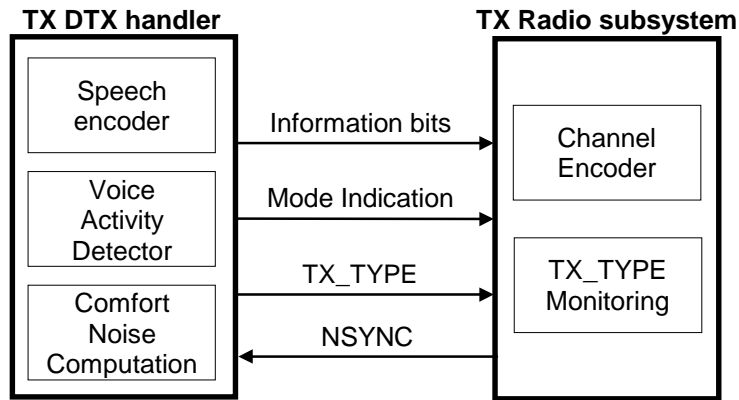 TX DTX handler
TX Radio subsystem
Speech
encoder
Information bits
Channel
Encoder
Voice
Activity
Detector
Mode Indication
TX_TYPE
TX_TYPE
Monitoring
Comfort
Noise
Computation
NSYNC